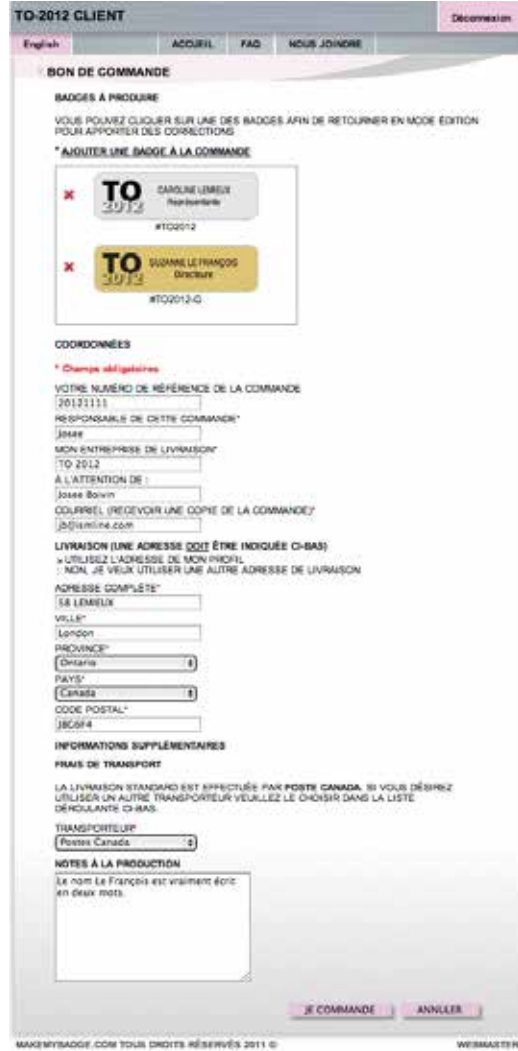 TO-2012 CLIENT
Déconnexion
English ACCUEIL FAQ NOUS JOINDRE
BON DE COMMANDE
BADGES À PRODUIRE
VOUS POUVEZ CLIQUER SUR UNE DES BADGES AFIN DE RETOURNER EN MODE ÉDITION
POUR APPORTER DES CORRECTIONS
* AJOUTER UNE BADGE À LA COMMANDE
TO
2012
CAROLINE LEMIEUX
Représentante
#TO2012
TO
2012
SUZANNE LE FRANÇOIS
Directeure
#TO2012-G
COORDONNÉES
* Champs obligatoires
VOTRE NUMÉRO DE RÉFÉRENCE DE LA COMMANDE
20121111
RESPONSABLE DE CETTE COMMANDE*
Josee
MON ENTREPRISE DE LIVRAISON*
TO 2012
À L'ATTENTION DE :
Josee Boivin
COURRIEL (RECEVOIR UNE COPIE DE LA COMMANDE)*
jb@ismline.com
LIVRAISON (UNE ADRESSE DOIT ÊTRE INDIQUÉE CI-BAS)
UTILISEZ L'ADRESSE DE MON PROFIL
NON, JE VEUX UTILISER UNE AUTRE ADRESSE DE LIVRAISON
ADRESSE COMPLÈTE*
58 LEMIEUX
VILLE*
London
PROVINCE*
Ontario
PAYS*
Canada
CODE POSTAL*
J8G6F4
INFORMATIONS SUPPLÉMENTAIRES
FRAIS DE TRANSPORT
LA LIVRAISON STANDARD EST EFFECTUÉE PAR POSTE CANADA. SI VOUS DÉSIREZ
UTILISER UN AUTRE TRANSPORTEUR VEUILLEZ LE CHOISIR DANS LA LISTE
DÉROULANTE CI-BAS.
TRANSPORTEUR*
Postes Canada
NOTES À LA PRODUCTION
Le nom Le François est vraiment écrit
en deux mots.
JE COMMANDE ANNULER
MAKEMYBADGE.COM TOUS DROITS RÉSERVÉS 2011 © WEBMASTER